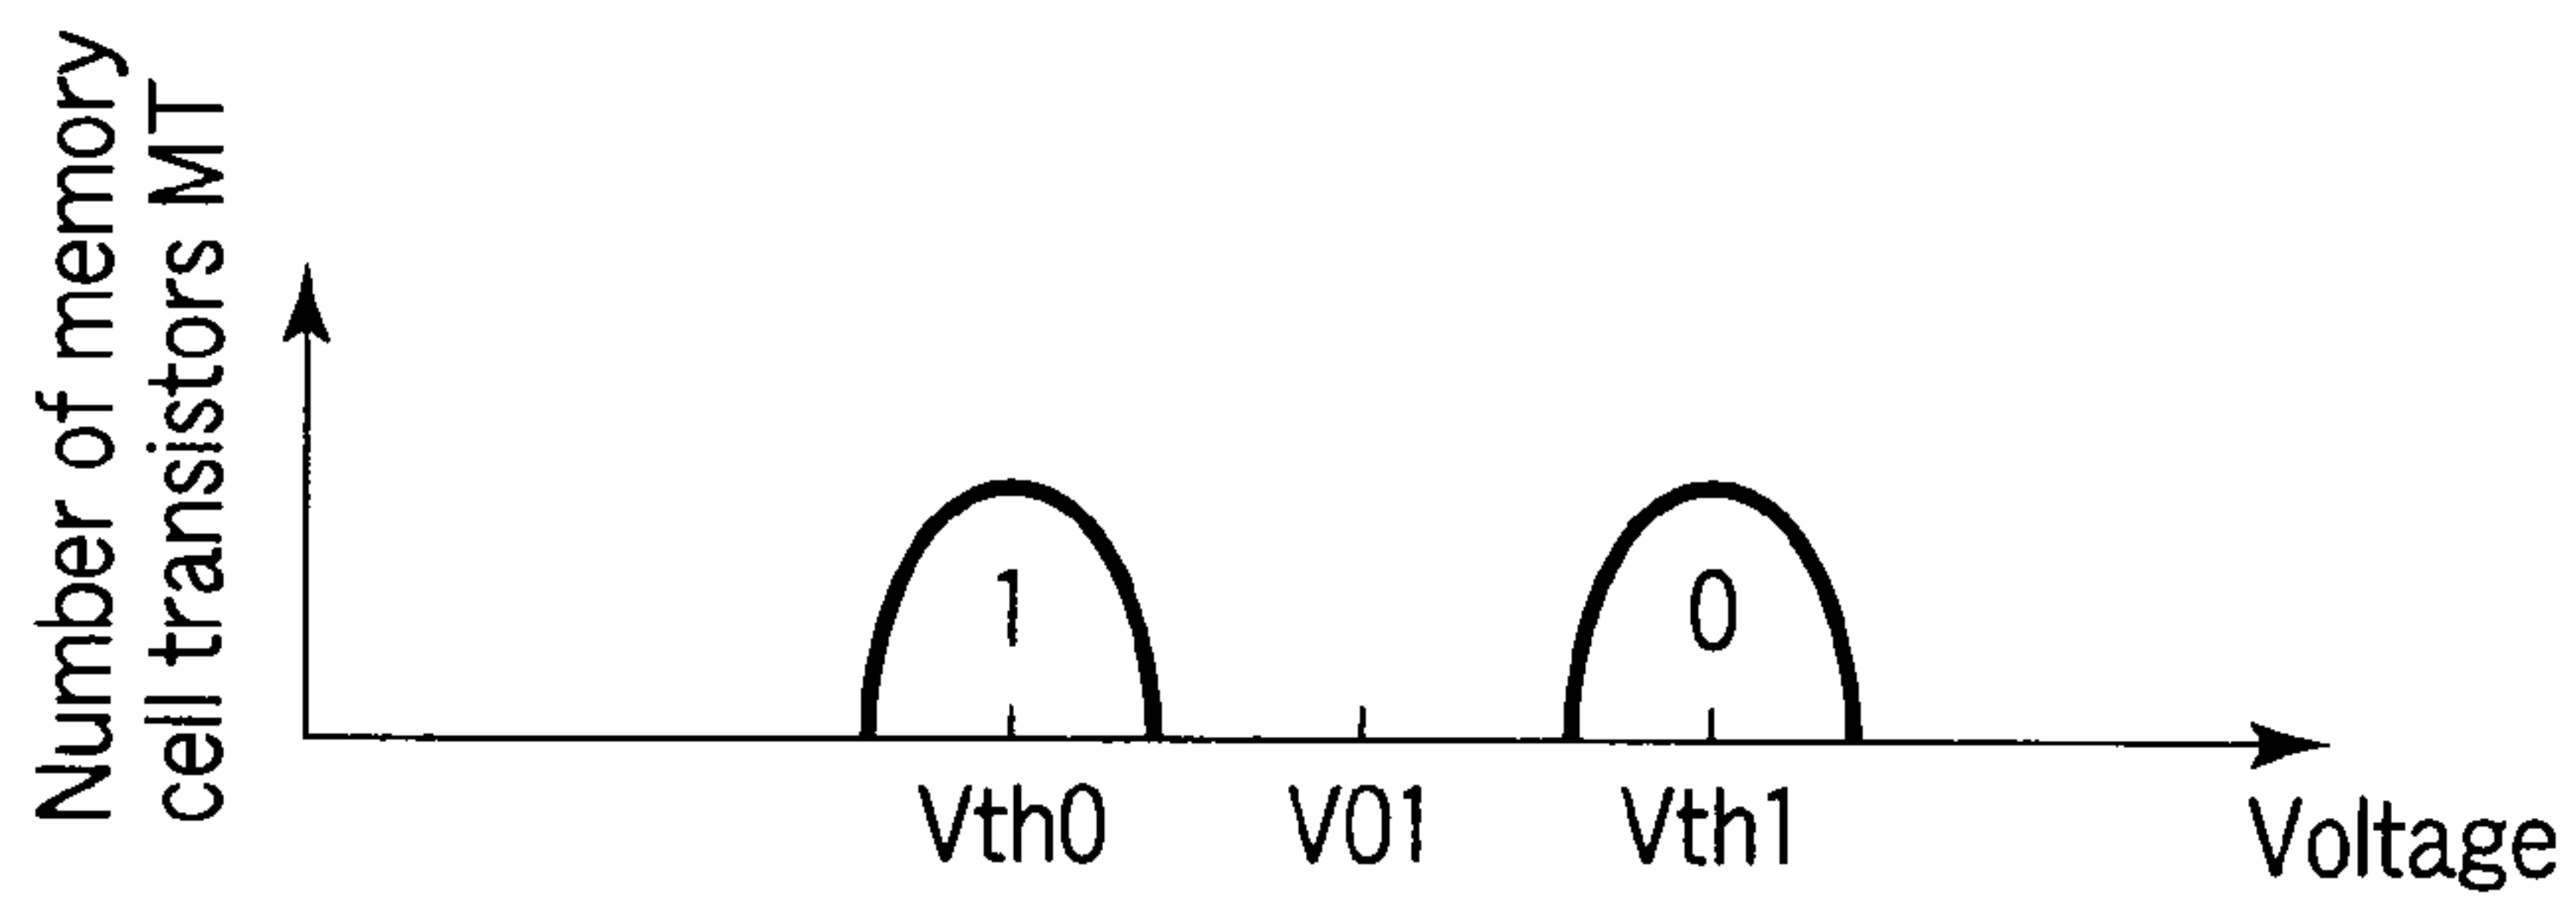 Number of memory
cell transistors MT
1
0
Vth0
V01
Vth1
Voltage